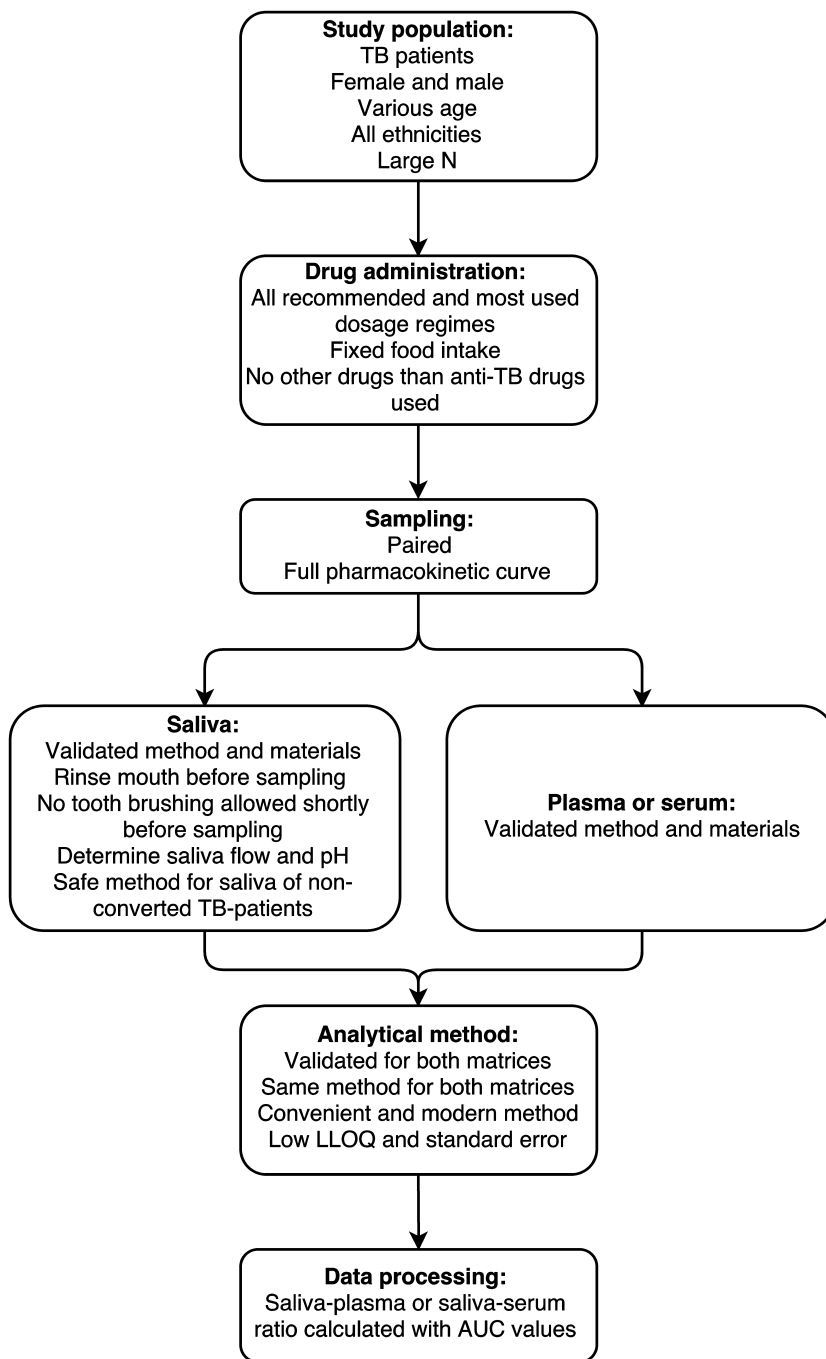 Study population:
TB patients
Female and male
Various age
All ethnicities
Large N
Drug administration:
All recommended and most used
dosage regimes
Fixed food intake
No other drugs than anti-TB drugs
used
Sampling:
Paired
Full pharmacokinetic curve
Saliva:
Validated method and materials
Rinse mouth before sampling
No tooth brushing allowed shortly
before sampling
Determine saliva flow and pH
Safe method for saliva of non-
converted TB-patients
Plasma or serum:
Validated method and materials
Analytical method:
Validated for both matrices
Same method for both matrices
Convenient and modern method
Low LLOQ and standard error
Data processing:
Saliva-plasma or saliva-serum
ratio calculated with AUC values